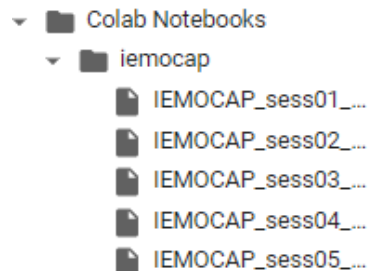 Colab Notebooks
iemocap
IEMOCAP_sess01_...
IEMOCAP_sess02_...
IEMOCAP_sess03_...
IEMOCAP_sess04_...
IEMOCAP_sess05_...